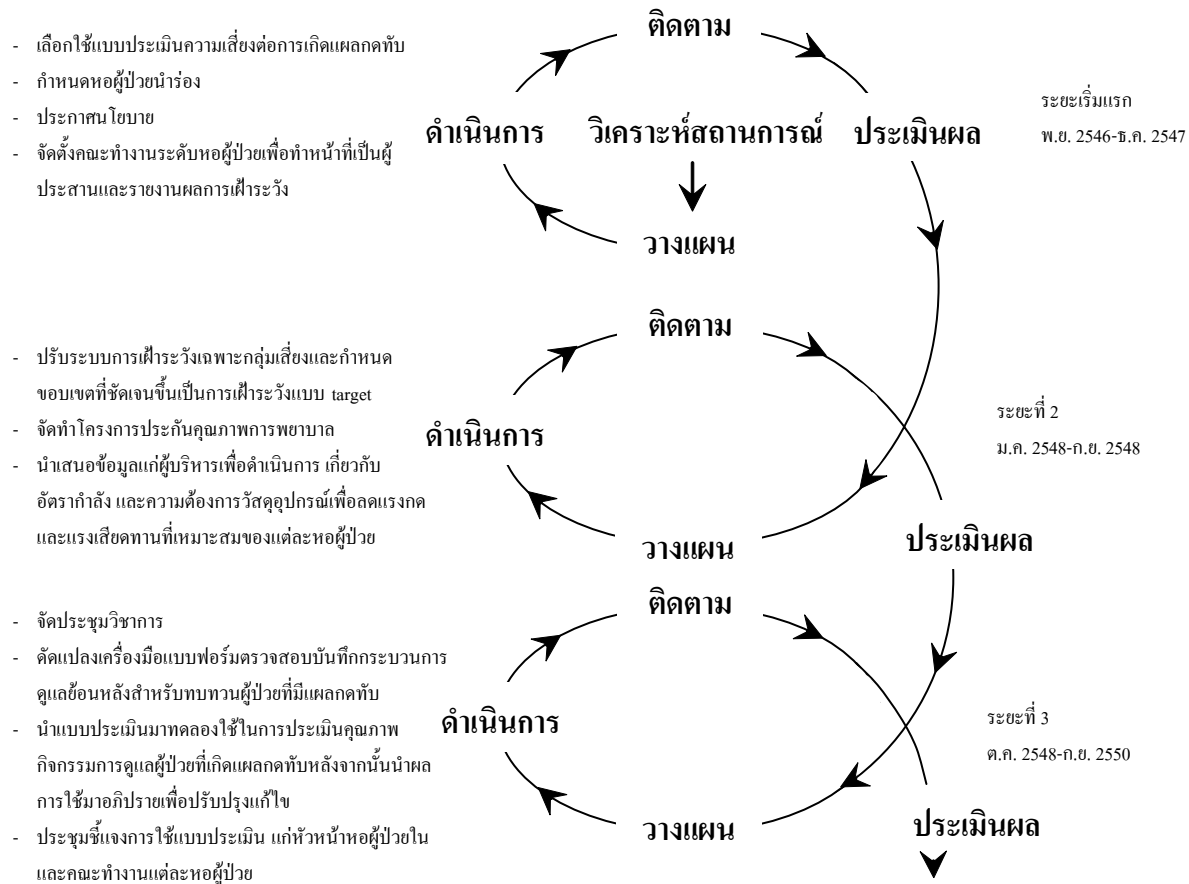 ติดตาม
- เลือกใช้แบบประเมินความเสี่ยงต่อการเกิดแผลกดทับ
- กำหนดหอผู้ป่วยนำร่อง
- ประกาศนโยบาย
- จัดตั้งคณะทำงานระดับหอผู้ป่วยเพื่อทำหน้าที่เป็นผู้
ประสานและรายงานผลการเฝ้าระวัง
ดำเนินการ
วิเคราะห์สถานการณ์
ประเมินผล
ระยะเริ่มแรก
พ.ย. 2546-ธ.ค. 2547
วางแผน
ติดตาม
- ปรับระบบการเฝ้าระวังเฉพาะกลุ่มเสี่ยงและกำหนด
ขอบเขตที่ชัดเจนขึ้นเป็นการเฝ้าระวังแบบ target
- จัดทำโครงการประกันคุณภาพการพยาบาล
- นำเสนอข้อมูลแก่ผู้บริหารเพื่อดำเนินการ เกี่ยวกับ
อัตรากำลัง และความต้องการวัสดุอุปกรณ์เพื่อลดแรงกด
และแรงเสียดทานที่เหมาะสมของแต่ละหอผู้ป่วย
ดำเนินการ
ระยะที่ 2
ม.ค. 2548-ก.ย. 2548
วางแผน
ประเมินผล
ติดตาม
- จัดประชุมวิชาการ
- ดัดแปลงเครื่องมือแบบฟอร์มตรวจสอบบันทึกกระบวนการ
ดูแลย้อนหลังสำหรับทบทวนผู้ป่วยที่มีแผลกดทับ
- นำแบบประเมินมาทดลองใช้ในการประเมินคุณภาพ
กิจกรรมการดูแลผู้ป่วยที่เกิดแผลกดทับหลังจากนั้นนำผล
การใช้มาอภิปรายเพื่อปรับปรุงแก้ไข
- ประชุมชี้แจงการใช้แบบประเมิน แก่หัวหน้าหอผู้ป่วยใน
และคณะทำงานแต่ละหอผู้ป่วย
ดำเนินการ
ระยะที่ 3
ต.ค. 2548-ก.ย. 2550
วางแผน
ประเมินผล